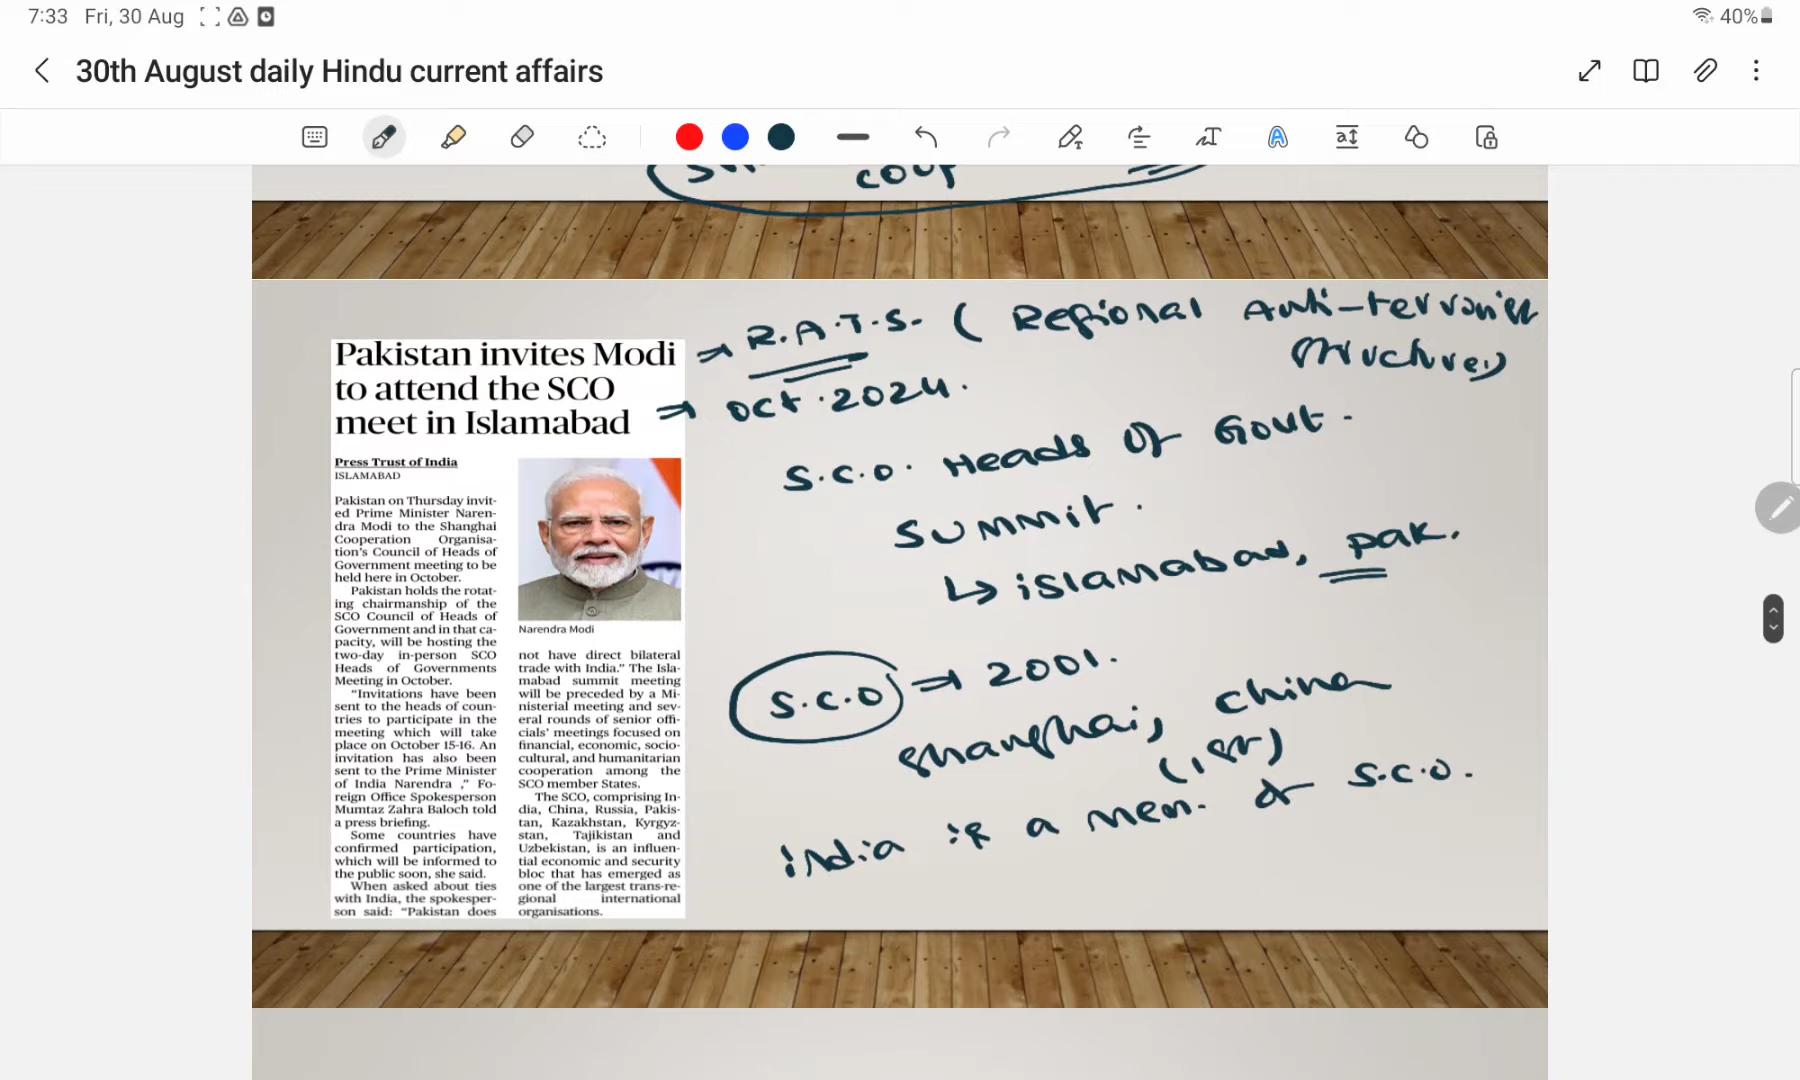 7:33 Fri, 30 Aug
40%
30th August daily Hindu current affairs
coop
⇒ R.A.T.S. ( Regional Anti-terrorist
structure)
Pakistan invites Modi
to attend the SCO
meet in Islamabad
⇒ Oct. 2024.
S.C.O. Heads of Govt.
Summit.
↳ islamabad, pak.
S.C.O ⇒ 2001.
shanghai, china
(1st)
india is a mem. of S.C.O.
Press Trust of India
ISLAMABAD
Pakistan on Thursday invit-
ed Prime Minister Naren-
dra Modi to the Shanghai
Cooperation Organisa-
tion's Council of Heads of
Government meeting to be
held here in October.
Pakistan holds the rotat-
ing chairmanship of the
SCO Council of Heads of
Government and in that ca-
pacity, will be hosting the
two-day in-person SCO
Heads of Governments
Meeting in October.
"Invitations have been
sent to the heads of coun-
tries to participate in the
meeting which will take
place on October 15-16. An
invitation has also been
sent to the Prime Minister
of India Narendra ," Fo-
reign Office Spokesperson
Mumtaz Zahra Baloch told
a press briefing.
Some countries have
confirmed participation,
which will be informed to
the public soon, she said.
When asked about ties
with India, the spokesper-
son said: "Pakistan does
Narendra Modi
not have direct bilateral
trade with India." The Isla-
mabad summit meeting
will be preceded by a Mi-
nisterial meeting and sev-
eral rounds of senior offi-
cials' meetings focused on
financial, economic, socio-
cultural, and humanitarian
cooperation among the
SCO member States.
The SCO, comprising In-
dia, China, Russia, Pakis-
tan, Kazakhstan, Kyrgyz-
stan, Tajikistan and
Uzbekistan, is an influen-
tial economic and security
bloc that has emerged as
one of the largest trans-re-
gional international
organisations.